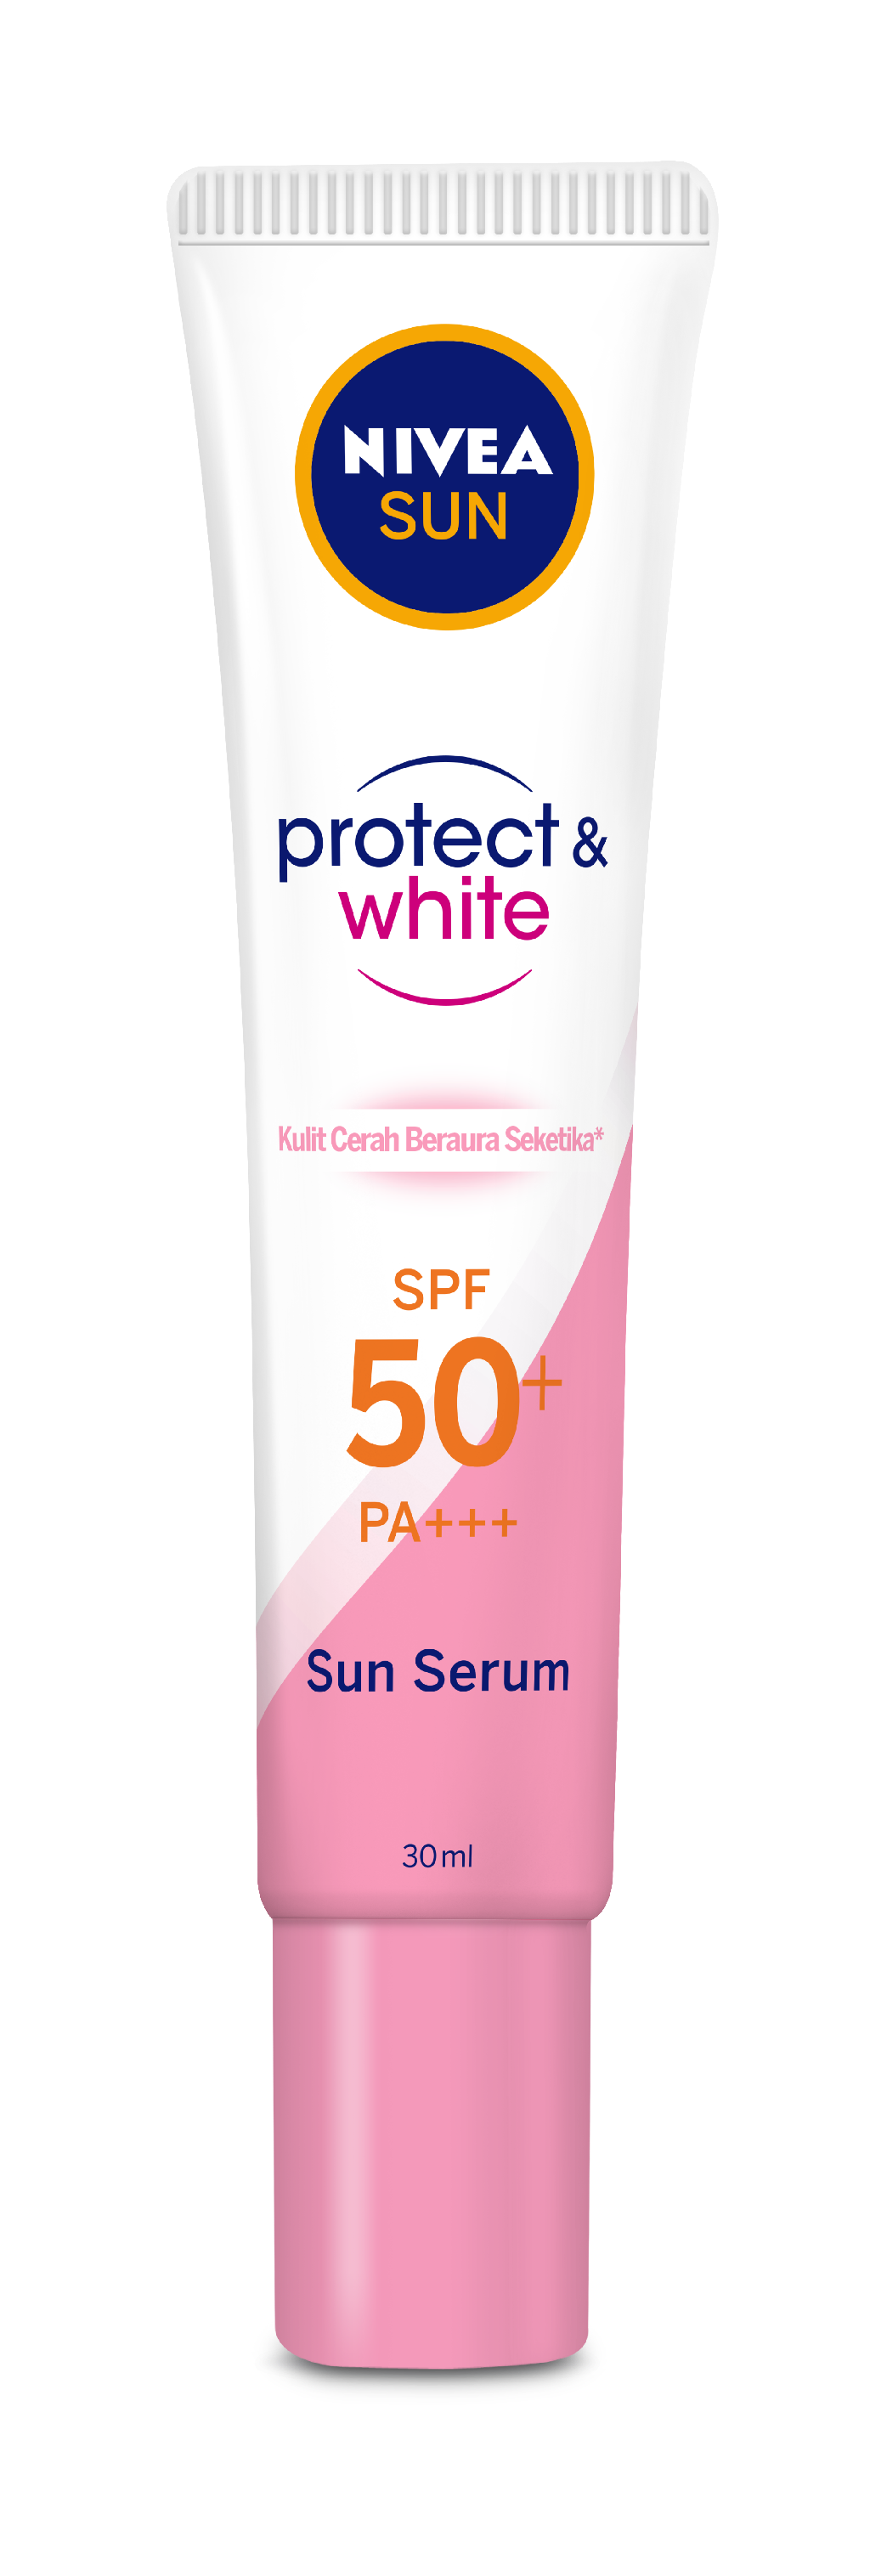 NIVEA
SUN
protect &
white
Kulit Cerah Beraura Seketika*
SPF
50+
PA+++
Sun Serum
30ml